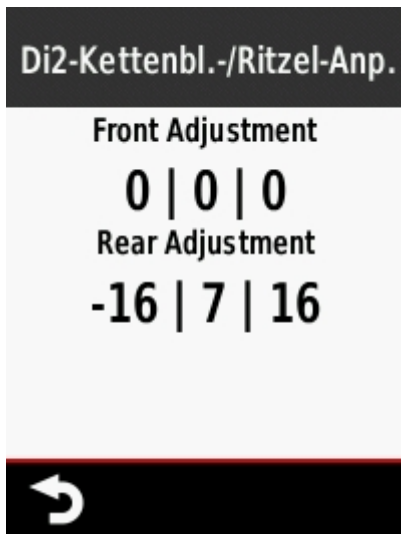 Di2-Kettenbl.-/Ritzel-Anp.
Front Adjustment
0 | 0 | 0
Rear Adjustment
-16 | 7 | 16